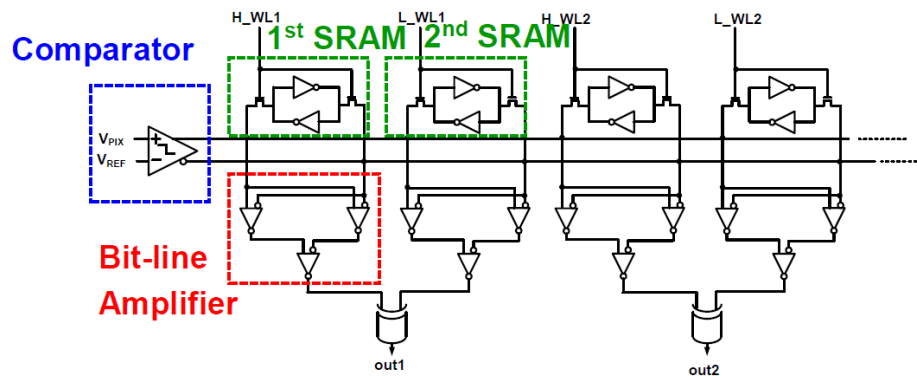 H_WL1
L_WL1
H_WL2
L_WL2
1st SRAM
2nd SRAM
Comparator
VPIX
VREF
Bit-line
Amplifier
out1
out2